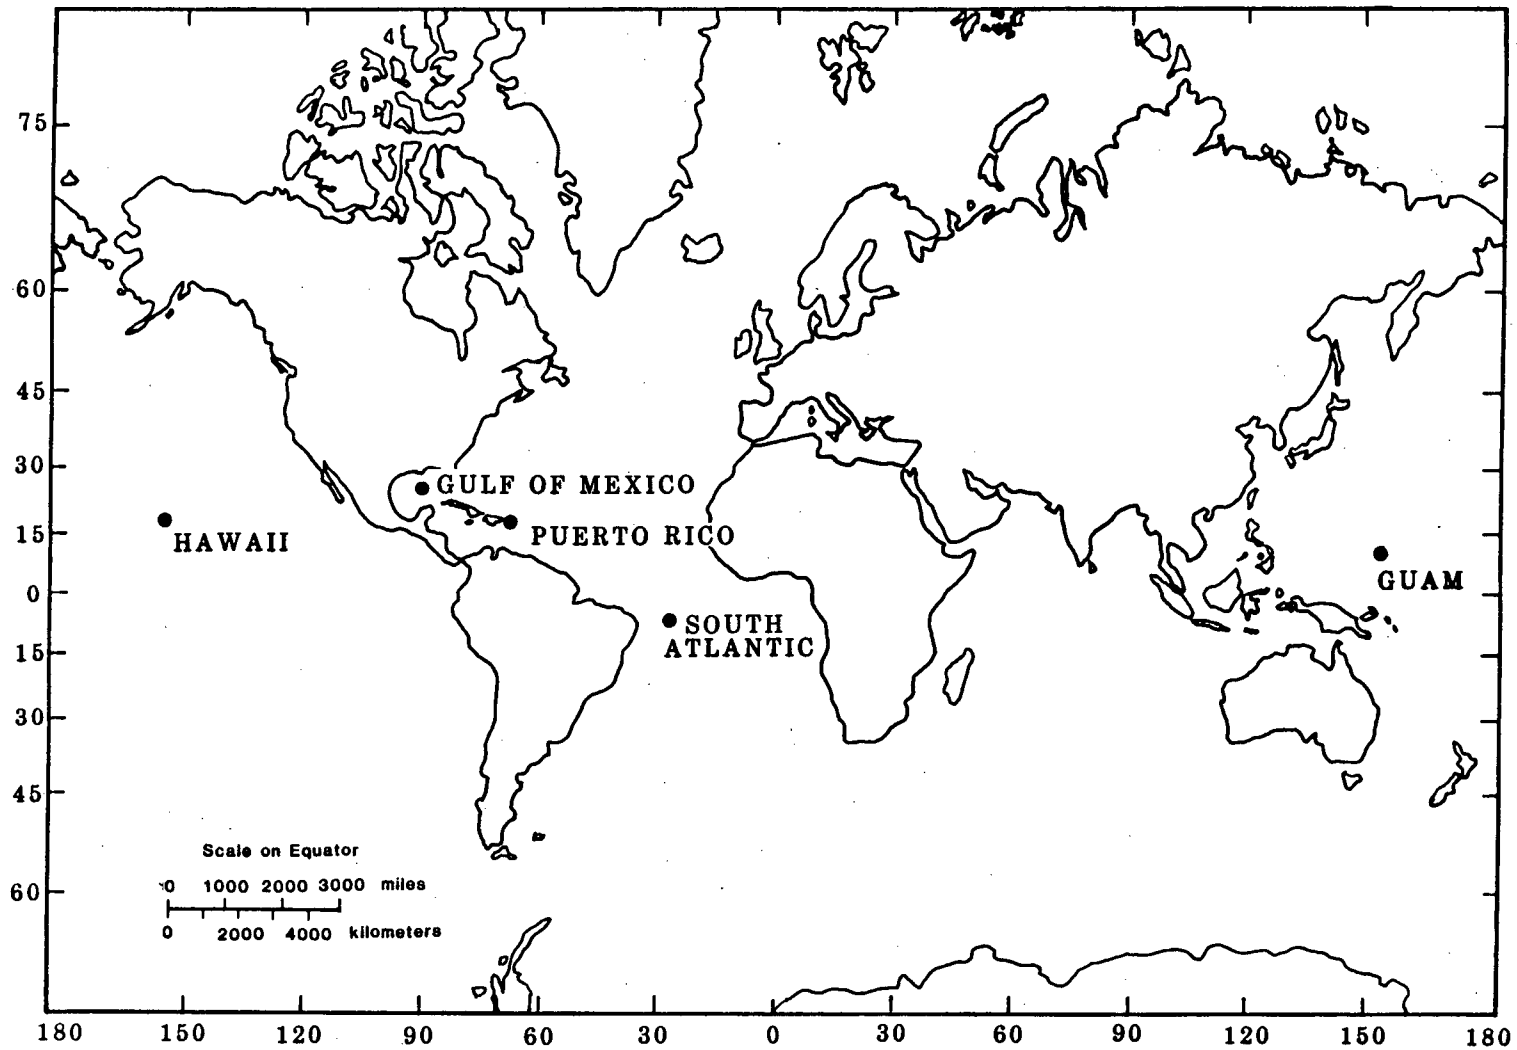 75
60
45
30
15
0
15
30
45
60
GULF OF MEXICO
HAWAII
PUERTO RICO
GUAM
SOUTH
ATLANTIC
Scale on Equator
0 1000 2000 3000 miles
0 2000 4000 kilometers
180 150 120 90 60 30 0 30 60 90 120 150 180